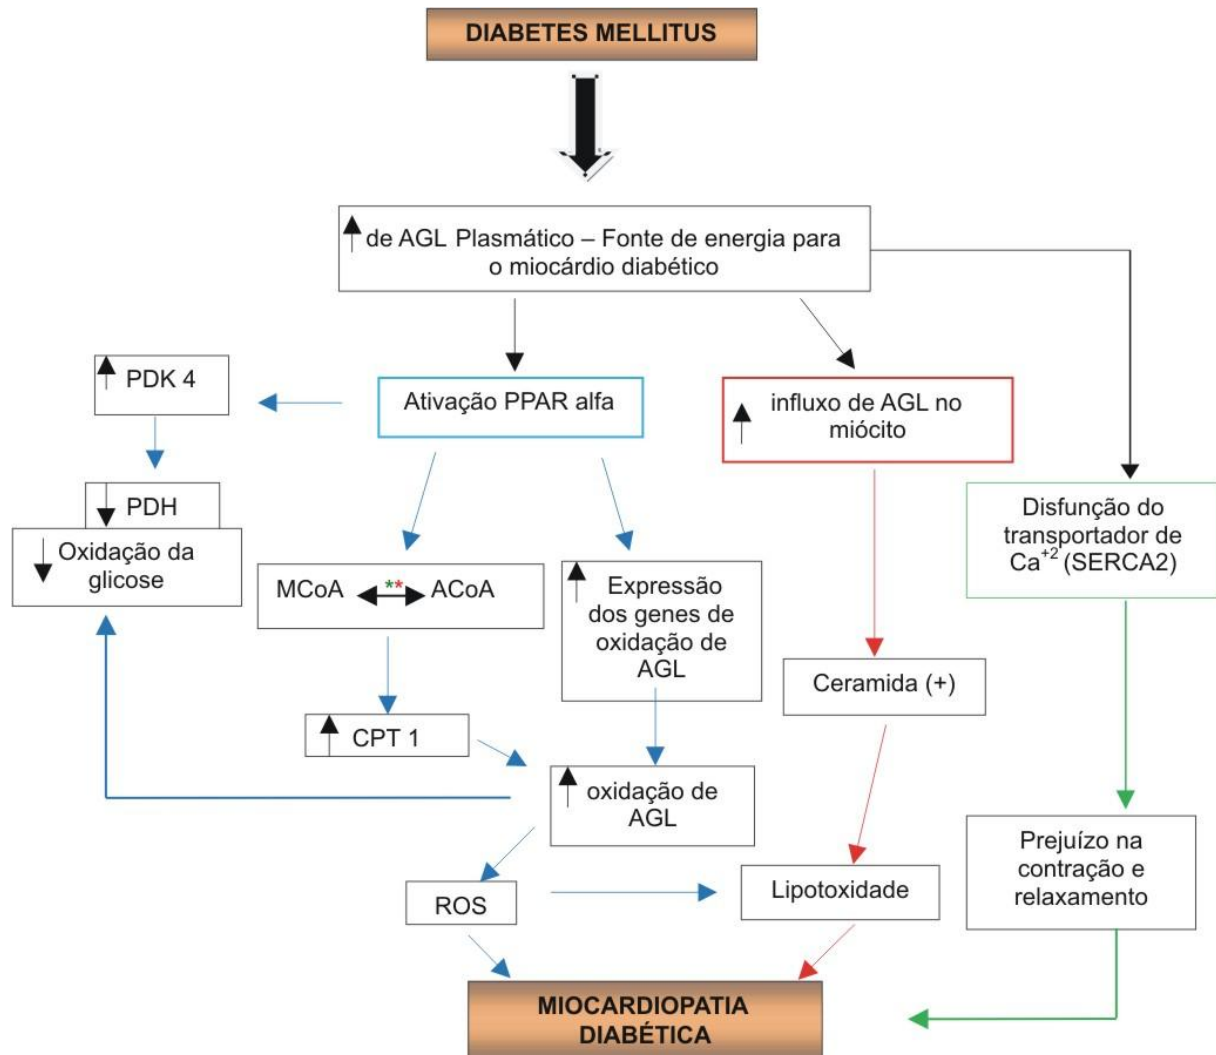 DIABETES MELLITUS
de AGL Plasmático – Fonte de energia para
o miocárdio diabético
PDK 4
Ativação PPAR alfa
influxo de AGL no
miócito
PDH
Oxidação da
glicose
Disfunção do
transportador de
Ca+2 (SERCA2)
MCoA ** ACoA
Expressão
dos genes de
oxidação de
AGL
Ceramida (+)
CPT 1
oxidação de
AGL
Prejuízo na
contração e
relaxamento
ROS
Lipotoxidade
MIOCARDIOPATIA
DIABÉTICA